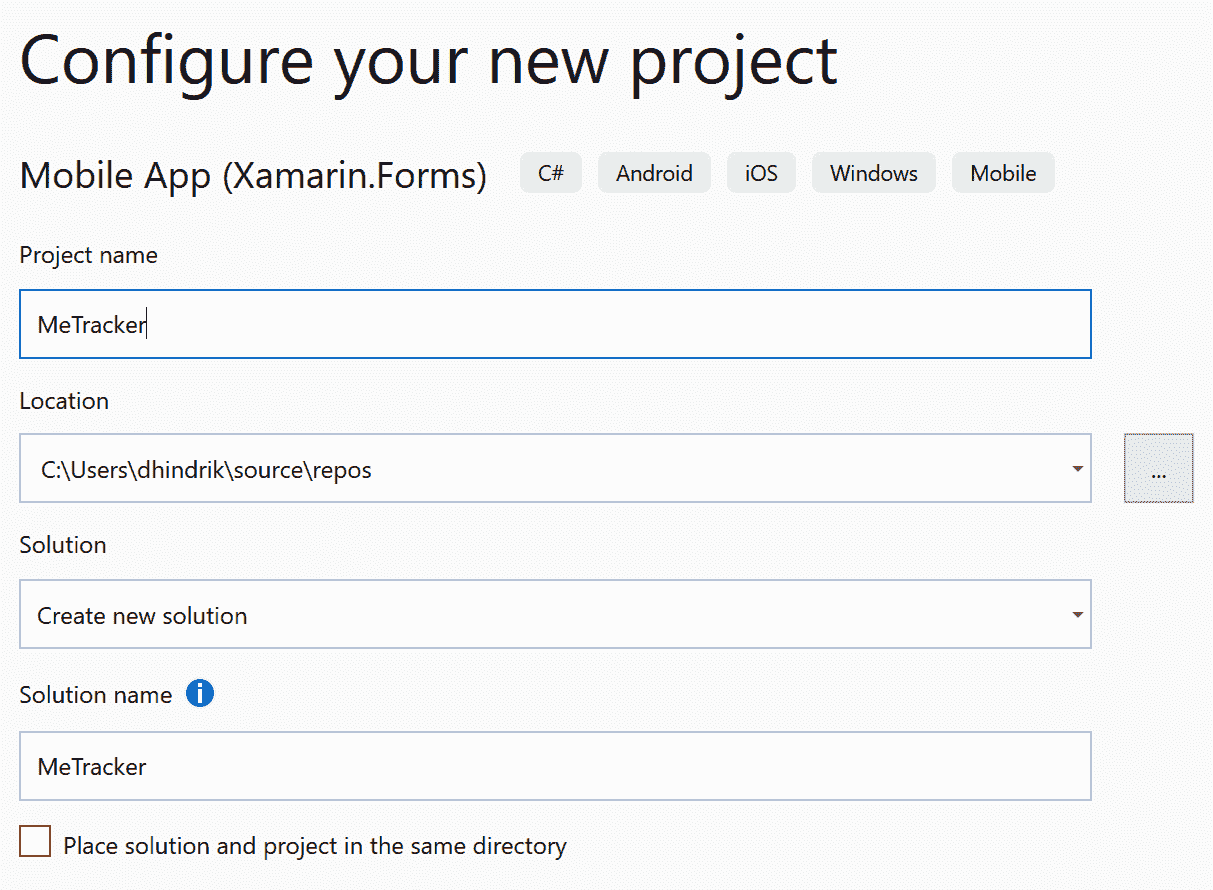 Configure your new project
Mobile App (Xamarin.Forms) C# Android iOS Windows Mobile
Project name
MeTracker
Location
C:\Users\dhindrik\source\repos
...
Solution
Create new solution
Solution name
MeTracker
Place solution and project in the same directory